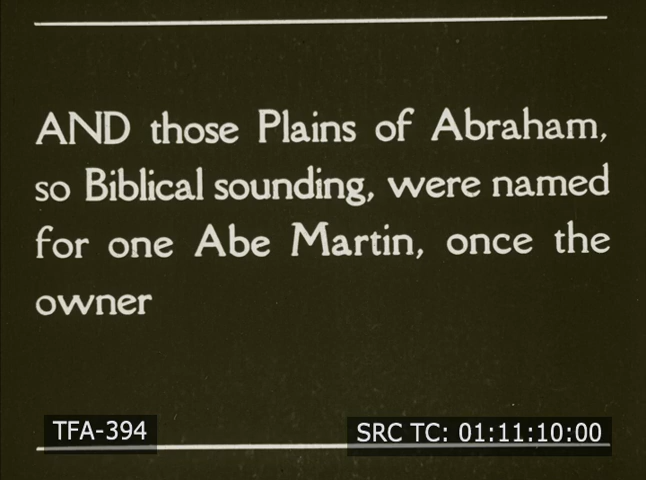 AND those Plains of Abraham,
so Biblical sounding, were named
for one Abe Martin, once the
owner
TFA-394
SRC TC: 01:11:10:00